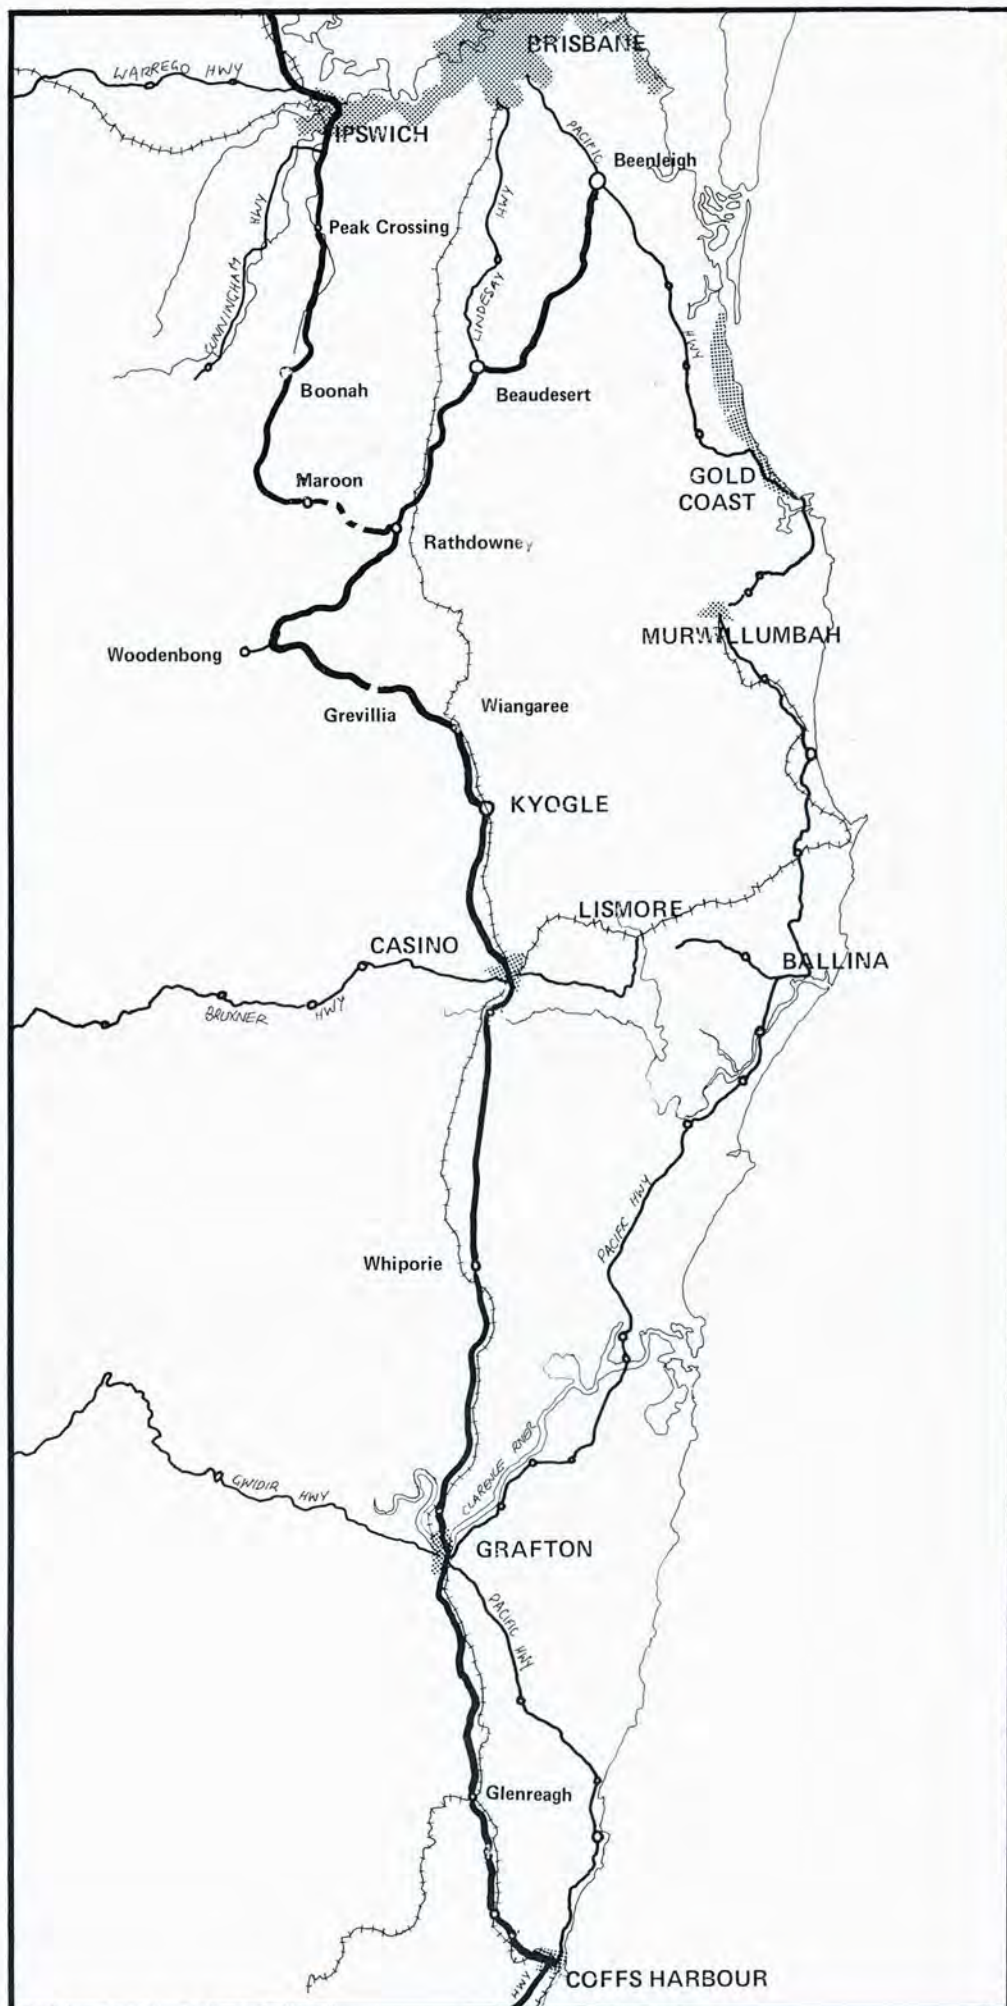 BRISBANE
WARREGO HWY
IPSWICH
PACIFIC
Beenleigh
HWY
HWY
Peak Crossing
CUNNINGHAM
LINDESAY
HWY
Boonah
Beaudesert
Maroon
GOLD
COAST
Rathdowney
MURWILLUMBAH
Woodenbong
Grevillia
Wiangaree
KYOGLE
LISMORE
CASINO
BALLINA
BRUXNER HWY
PACIFIC HWY
Whiporie
CLARENCE RIVER
GWIDIR HWY
GRAFTON
PACIFIC HWY
Glenreagh
COFFS HARBOUR
HWY